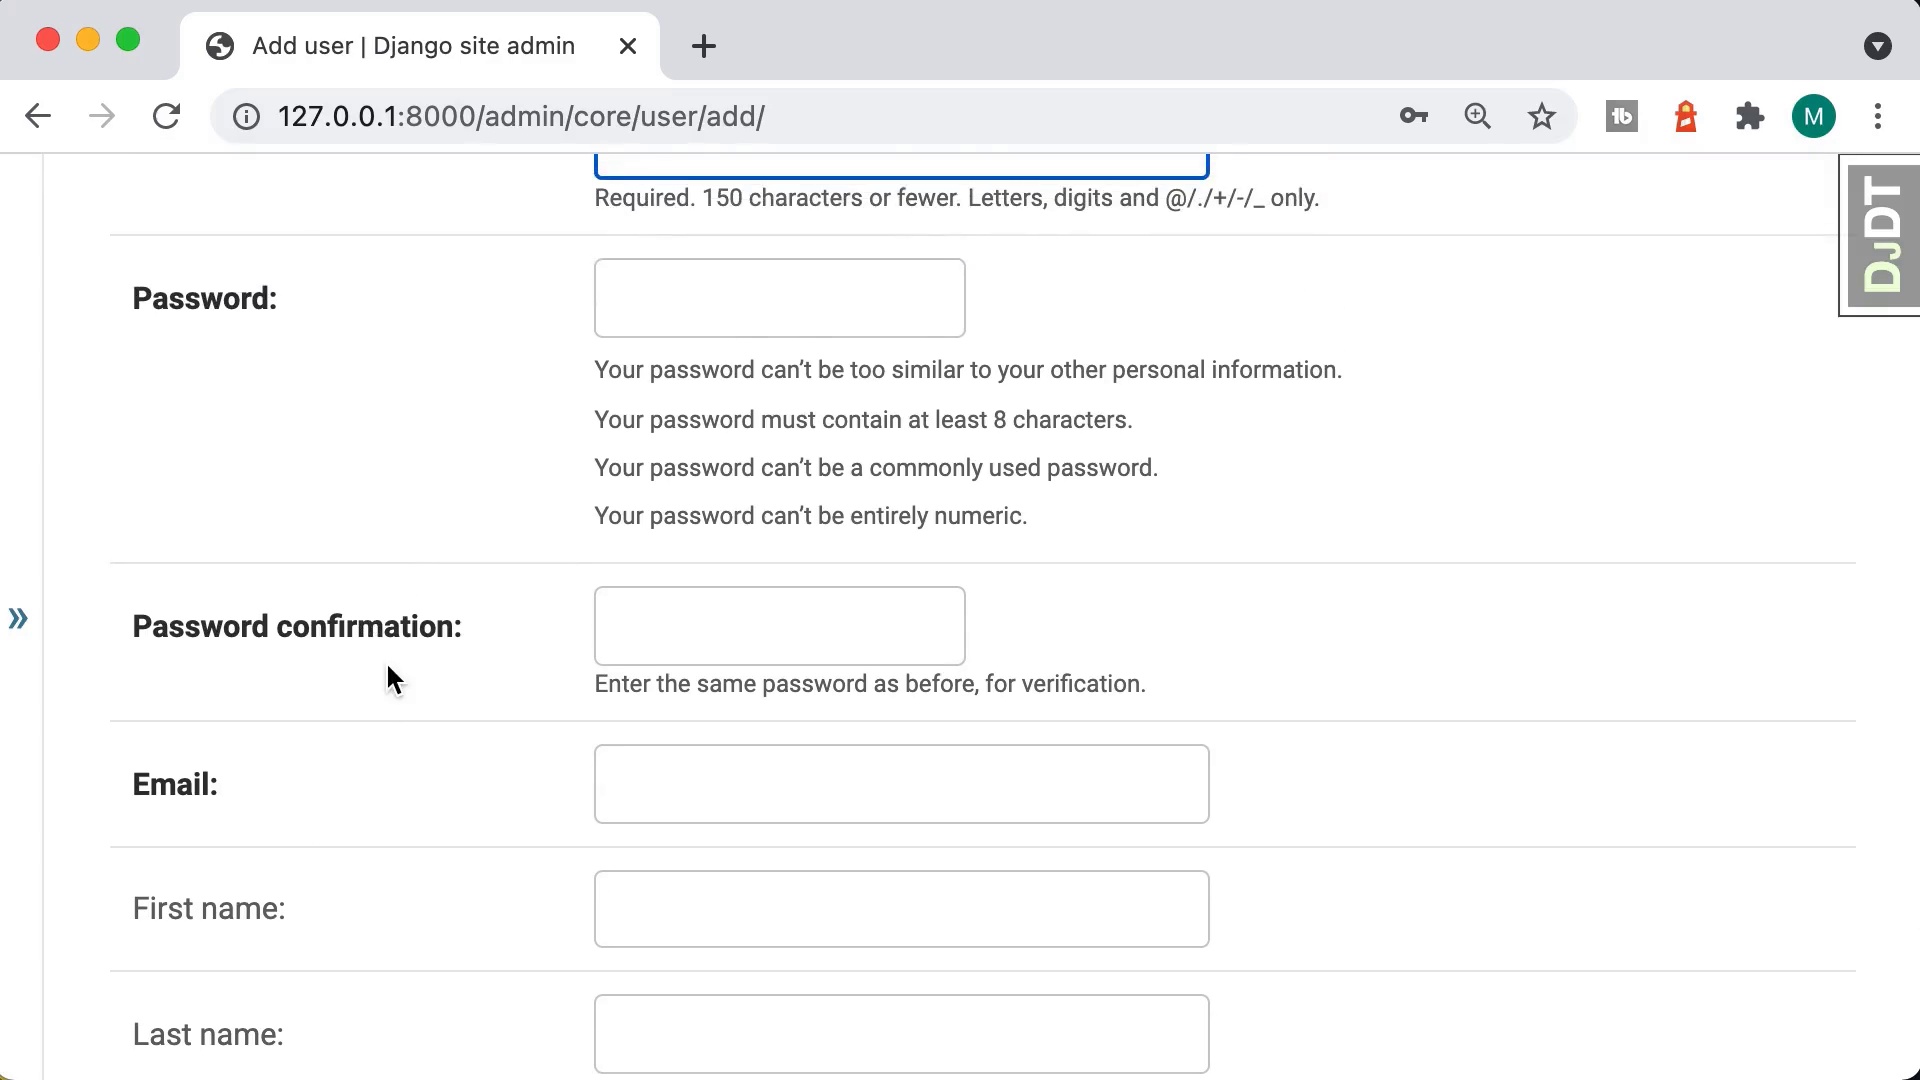 Add user | Django site admin
127.0.0.1:8000/admin/core/user/add/
tb
M
Required. 150 characters or fewer. Letters, digits and @/./+/-/_ only.
DJDT
Password:
Your password can’t be too similar to your other personal information.
Your password must contain at least 8 characters.
Your password can’t be a commonly used password.
Your password can’t be entirely numeric.
»
Password confirmation:
Enter the same password as before, for verification.
Email:
First name:
Last name: